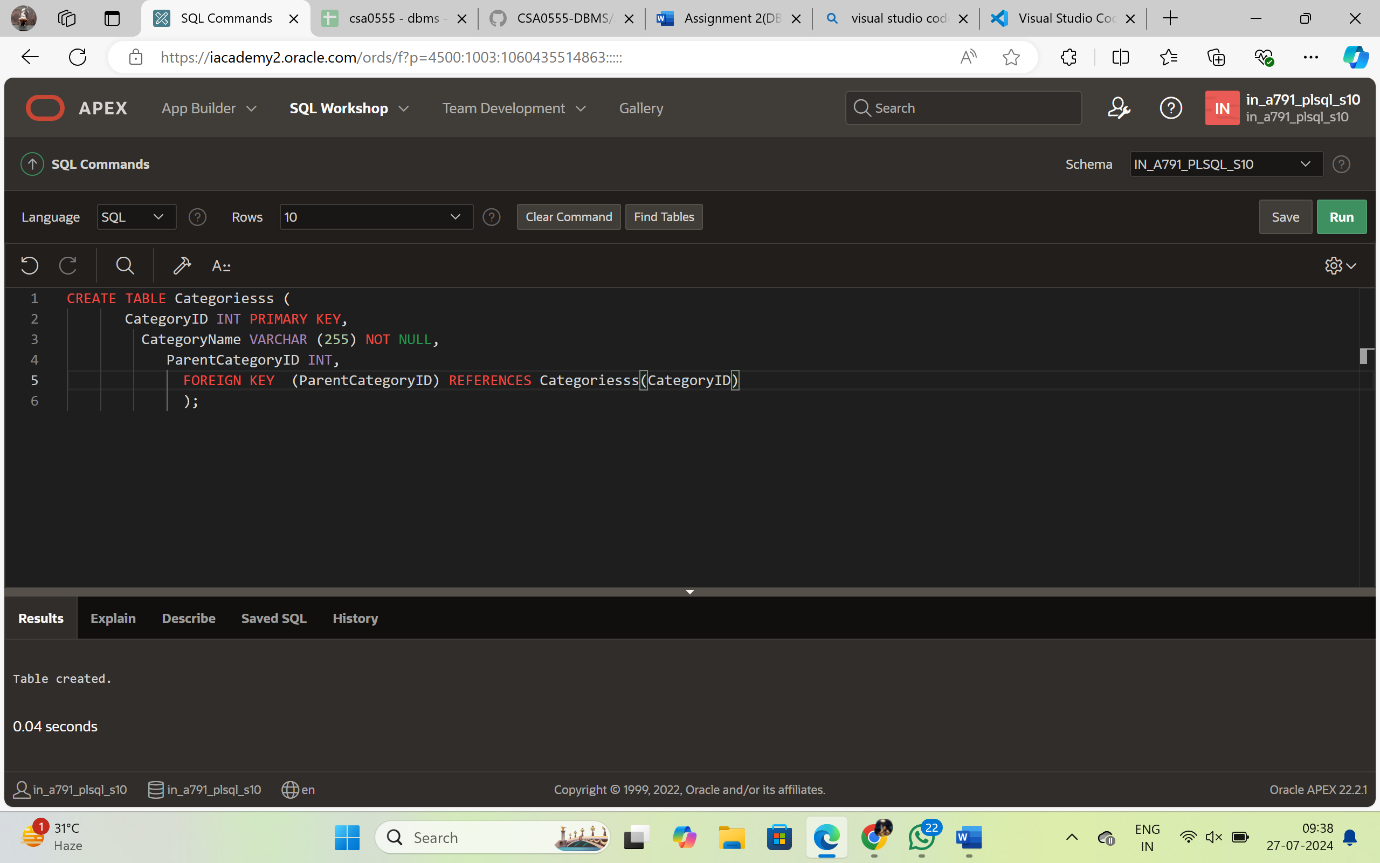 SQL Commands
csa0555 - dbms -
CSA0555-DBMS/
Assignment 2(DB
visual studio cod
Visual Studio Co
https://iacademy2.oracle.com/ords/f?p=4500:1003:1060435514863:::::
APEX App Builder SQL Workshop Team Development Gallery Search IN in_a791_plsql_s10
in_a791_plsql_s10
SQL Commands Schema IN_A791_PLSQL_S10
Language SQL Rows 10 Clear Command Find Tables Save Run
1 CREATE TABLE Categoriesss (
2 CategoryID INT PRIMARY KEY,
3 CategoryName VARCHAR (255) NOT NULL,
4 ParentCategoryID INT,
5 FOREIGN KEY  (ParentCategoryID) REFERENCES Categoriesss(CategoryID)
6 );
Results Explain Describe Saved SQL History
Table created.
0.04 seconds
in_a791_plsql_s10 in_a791_plsql_s10 en Copyright © 1999, 2022, Oracle and/or its affiliates. Oracle APEX 22.2.1
1 31°C
Haze
Search
22
ENG
IN
09:38
27-07-2024